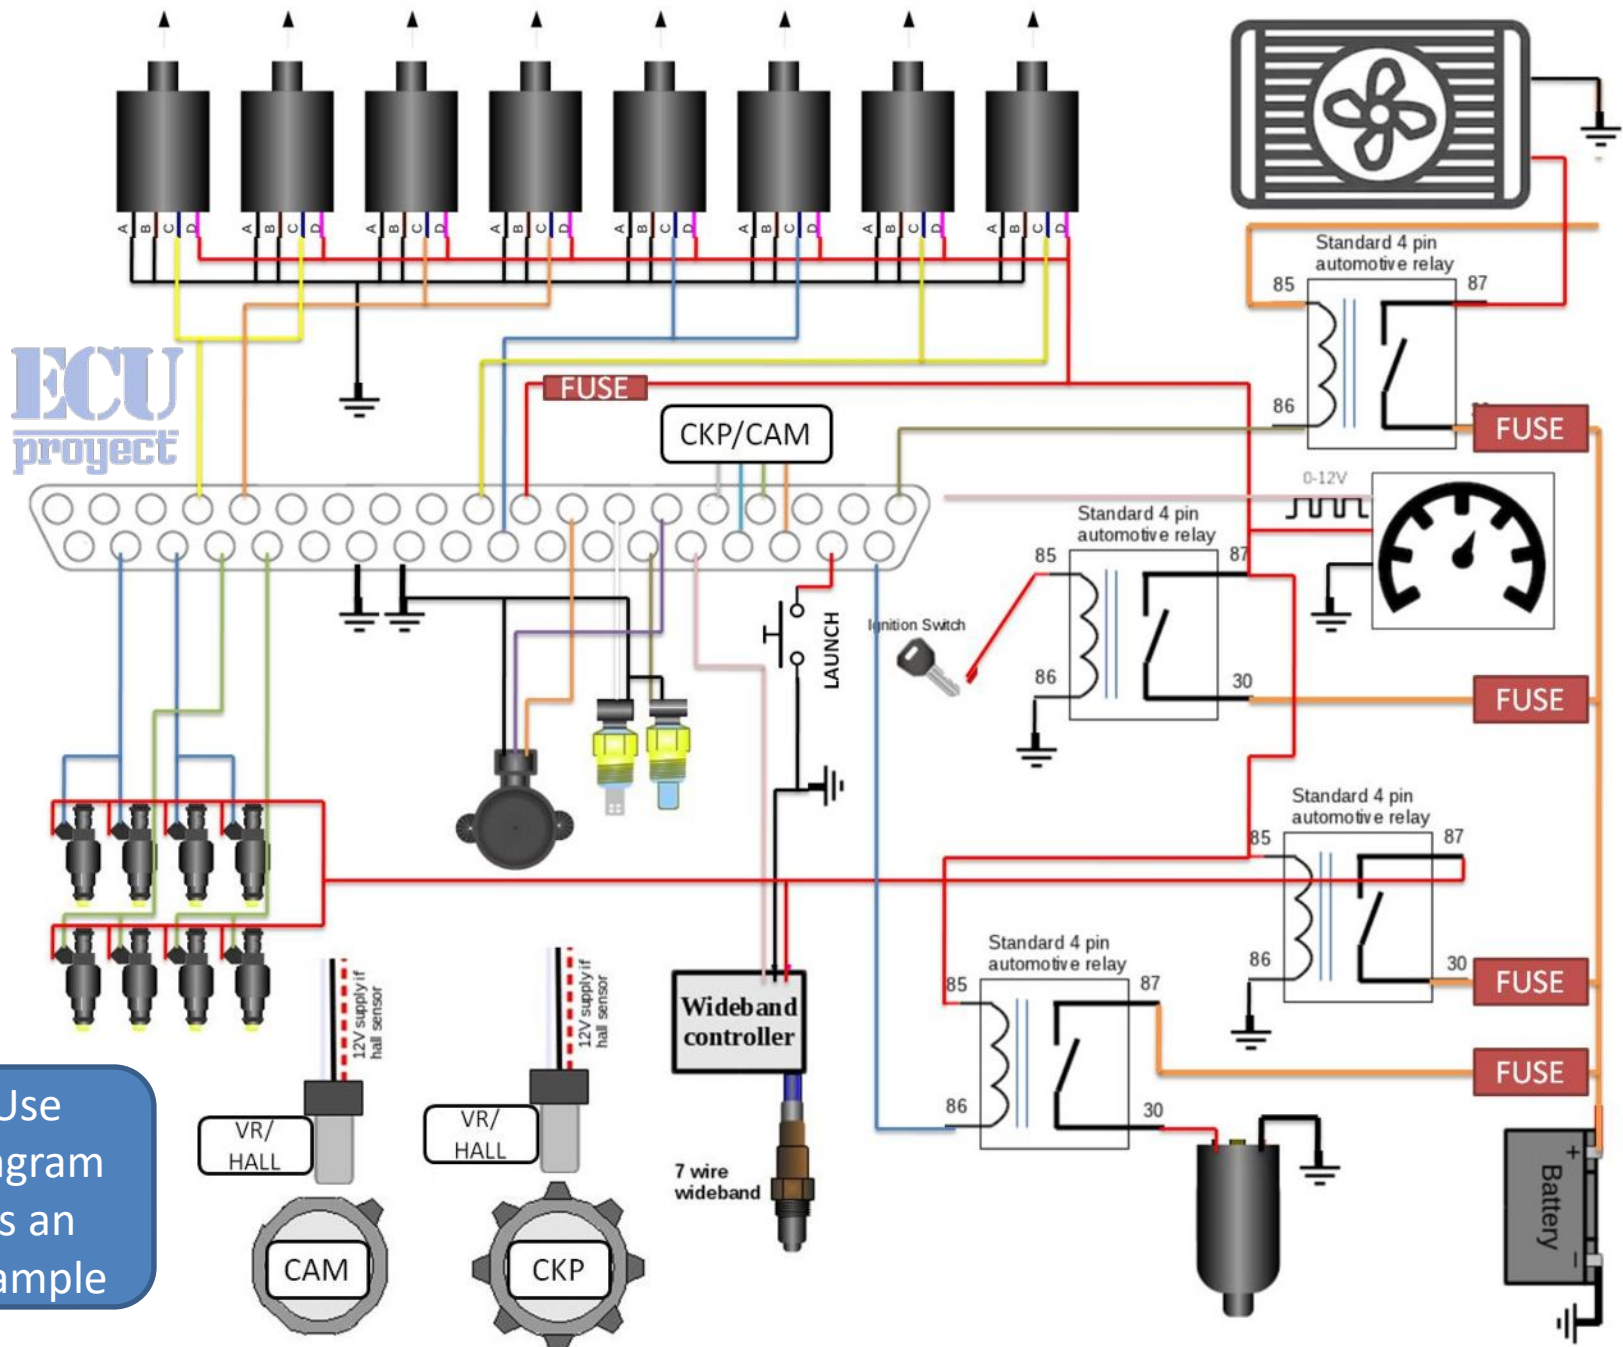 A B C D A B C D A B C D A B C D A B C D A B C D A B C D A B C D
Standard 4 pin
automotive relay
85
87
ECU
proyect
FUSE
86
FUSE
CKP/CAM
0-12V
Standard 4 pin
automotive relay
85
87
Ignition Switch
LAUNCH
86
30
FUSE
Standard 4 pin
automotive relay
85
87
Standard 4 pin
automotive relay
86
30
FUSE
85
87
12V supply if
hall sensor
12V supply if
hall sensor
Wideband
controller
FUSE
86
30
Use
s an
VR/
HALL
VR/
HALL
7 wire
wideband
CAM
CKP
+
Battery
–